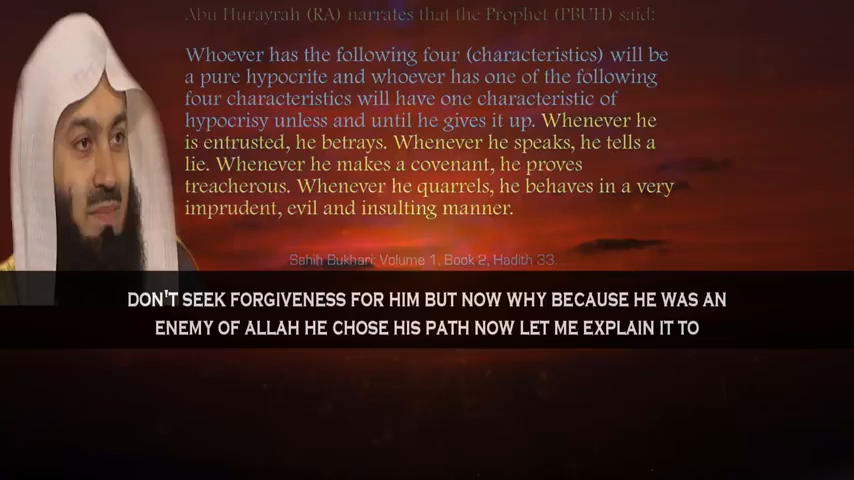 Abu Hurayrah (RA) narrates that the Prophet (PBUH) said:
Whoever has the following four (characteristics) will be
a pure hypocrite and whoever has one of the following
four characteristics will have one characteristic of
hypocrisy unless and until he gives it up. Whenever he
is entrusted, he betrays. Whenever he speaks, he tells a
lie. Whenever he makes a covenant, he proves
treacherous. Whenever he quarrels, he behaves in a very
imprudent, evil and insulting manner.
Sahih Bukhari: Volume 1, Book 2, Hadith 33.
DON'T SEEK FORGIVENESS FOR HIM BUT NOW WHY BECAUSE HE WAS AN
ENEMY OF ALLAH HE CHOSE HIS PATH NOW LET ME EXPLAIN IT TO